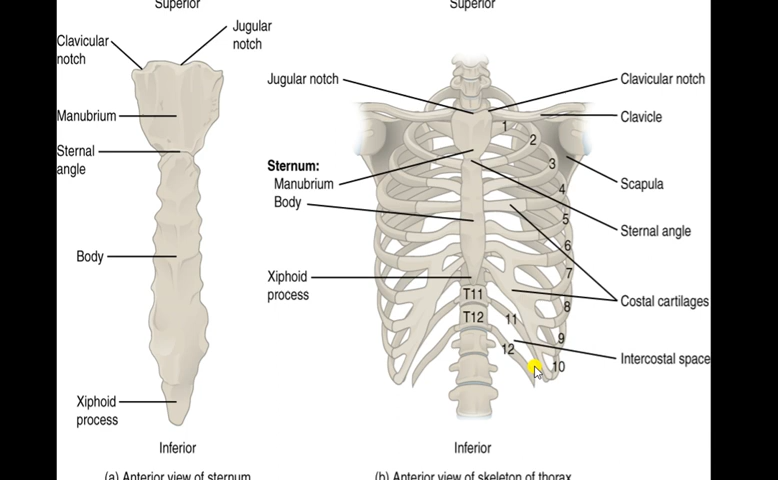 Superior
Clavicular
notch
Jugular
notch
Manubrium
Sternal
angle
Body
Xiphoid
process
Inferior
(a) Anterior view of sternum
Superior
Jugular notch
Clavicular notch
Clavicle
Sternum:
Manubrium
Body
Scapula
Sternal angle
Xiphoid
process
Costal cartilages
Intercostal space
1
2
3
4
5
6
7
8
9
10
11
12
T11
T12
Inferior
(b) Anterior view of skeleton of thorax